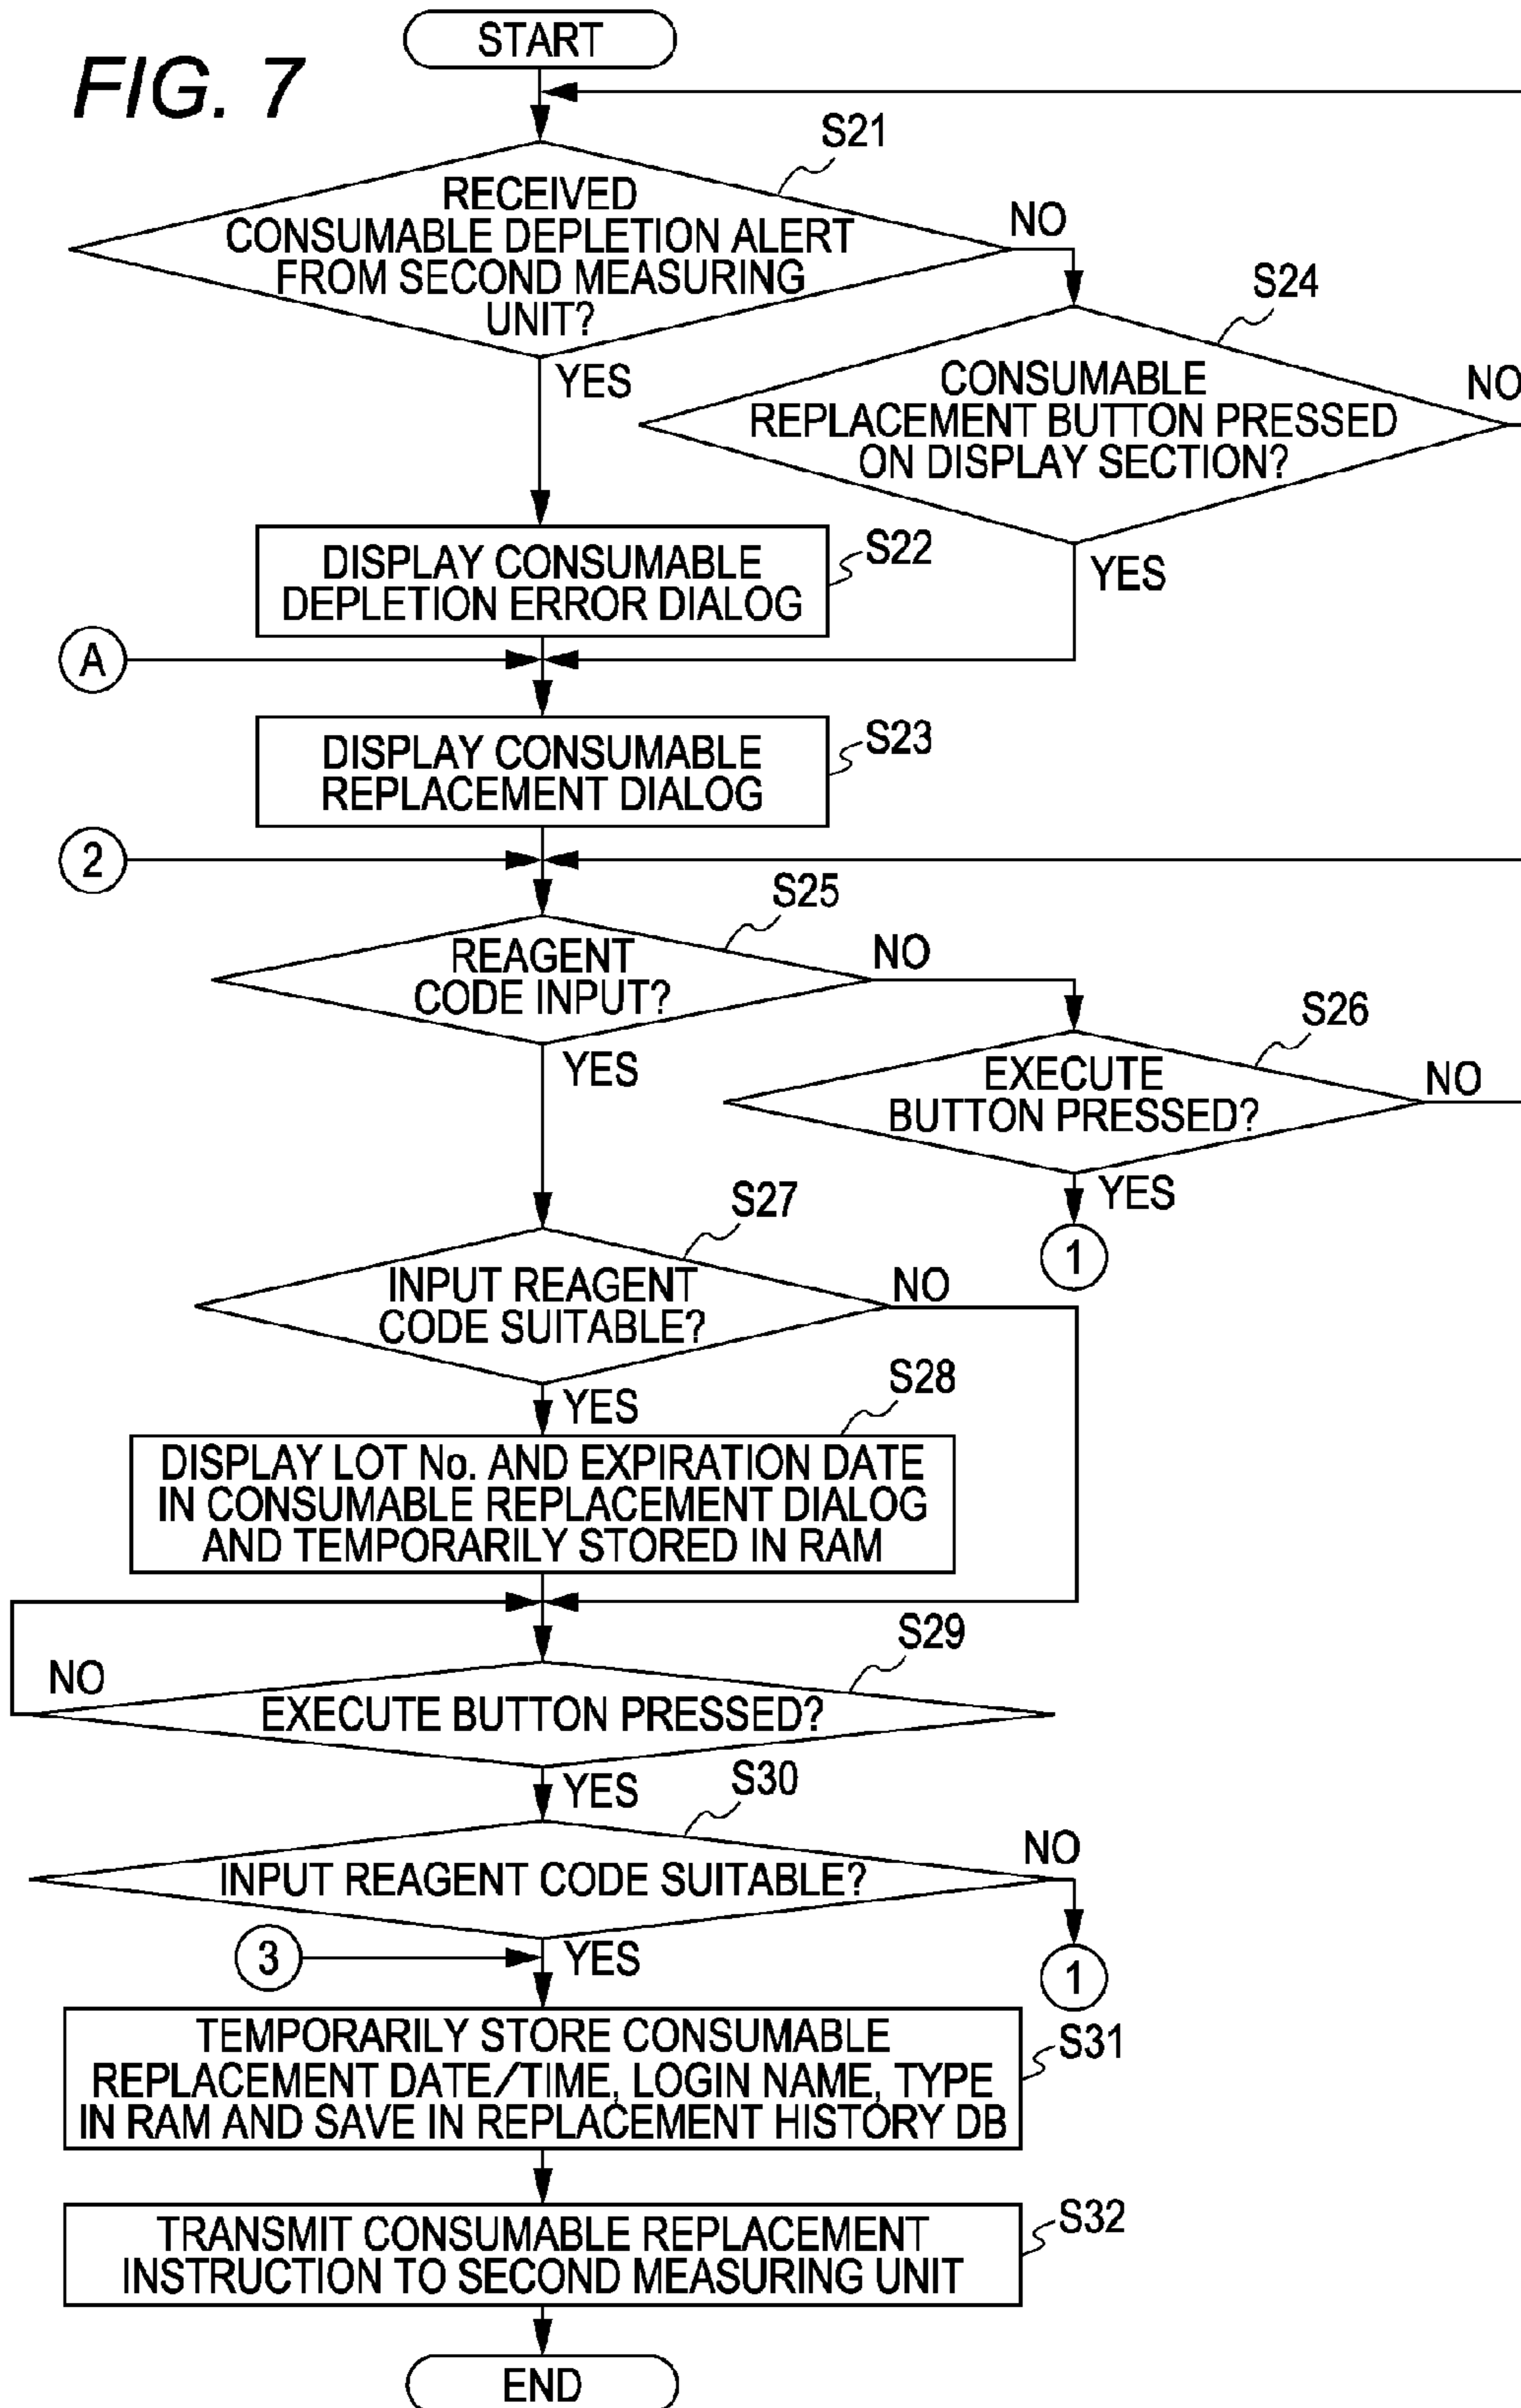 FIG. 7
START
S21
RECEIVED
CONSUMABLE DEPLETION ALERT
FROM SECOND MEASURING
UNIT?
NO
YES
S24
CONSUMABLE
REPLACEMENT BUTTON PRESSED
ON DISPLAY SECTION?
NO
YES
S22
DISPLAY CONSUMABLE
DEPLETION ERROR DIALOG
A
S23
DISPLAY CONSUMABLE
REPLACEMENT DIALOG
2
S25
REAGENT
CODE INPUT?
NO
YES
S26
EXECUTE
BUTTON PRESSED?
NO
YES
1
S27
INPUT REAGENT
CODE SUITABLE?
NO
YES
S28
DISPLAY LOT No. AND EXPIRATION DATE
IN CONSUMABLE REPLACEMENT DIALOG
AND TEMPORARILY STORED IN RAM
S29
NO
EXECUTE BUTTON PRESSED?
YES
S30
INPUT REAGENT CODE SUITABLE?
NO
3
YES
1
S31
TEMPORARILY STORE CONSUMABLE
REPLACEMENT DATE/TIME, LOGIN NAME, TYPE
IN RAM AND SAVE IN REPLACEMENT HISTORY DB
S32
TRANSMIT CONSUMABLE REPLACEMENT
INSTRUCTION TO SECOND MEASURING UNIT
END